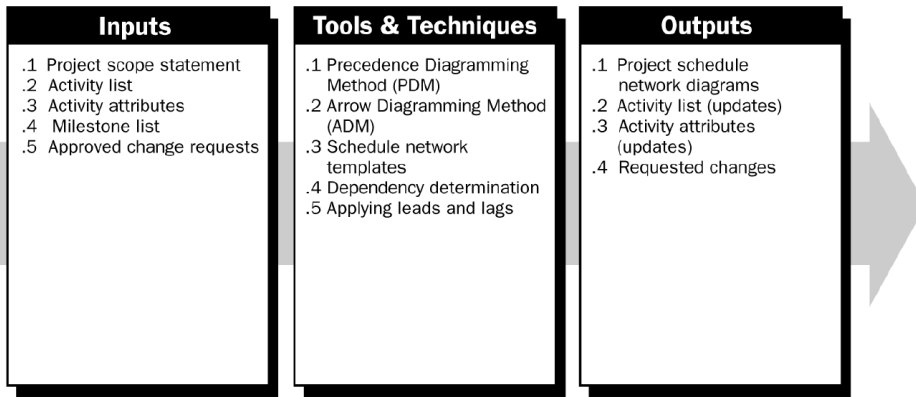 Inputs
.1 Project scope statement
.2 Activity list
.3 Activity attributes
.4 Milestone list
.5 Approved change requests
Tools & Techniques
.1 Precedence Diagramming
Method (PDM)
.2 Arrow Diagramming Method
(ADM)
.3 Schedule network
templates
.4 Dependency determination
.5 Applying leads and lags
Outputs
.1 Project schedule
network diagrams
.2 Activity list (updates)
.3 Activity attributes
(updates)
.4 Requested changes